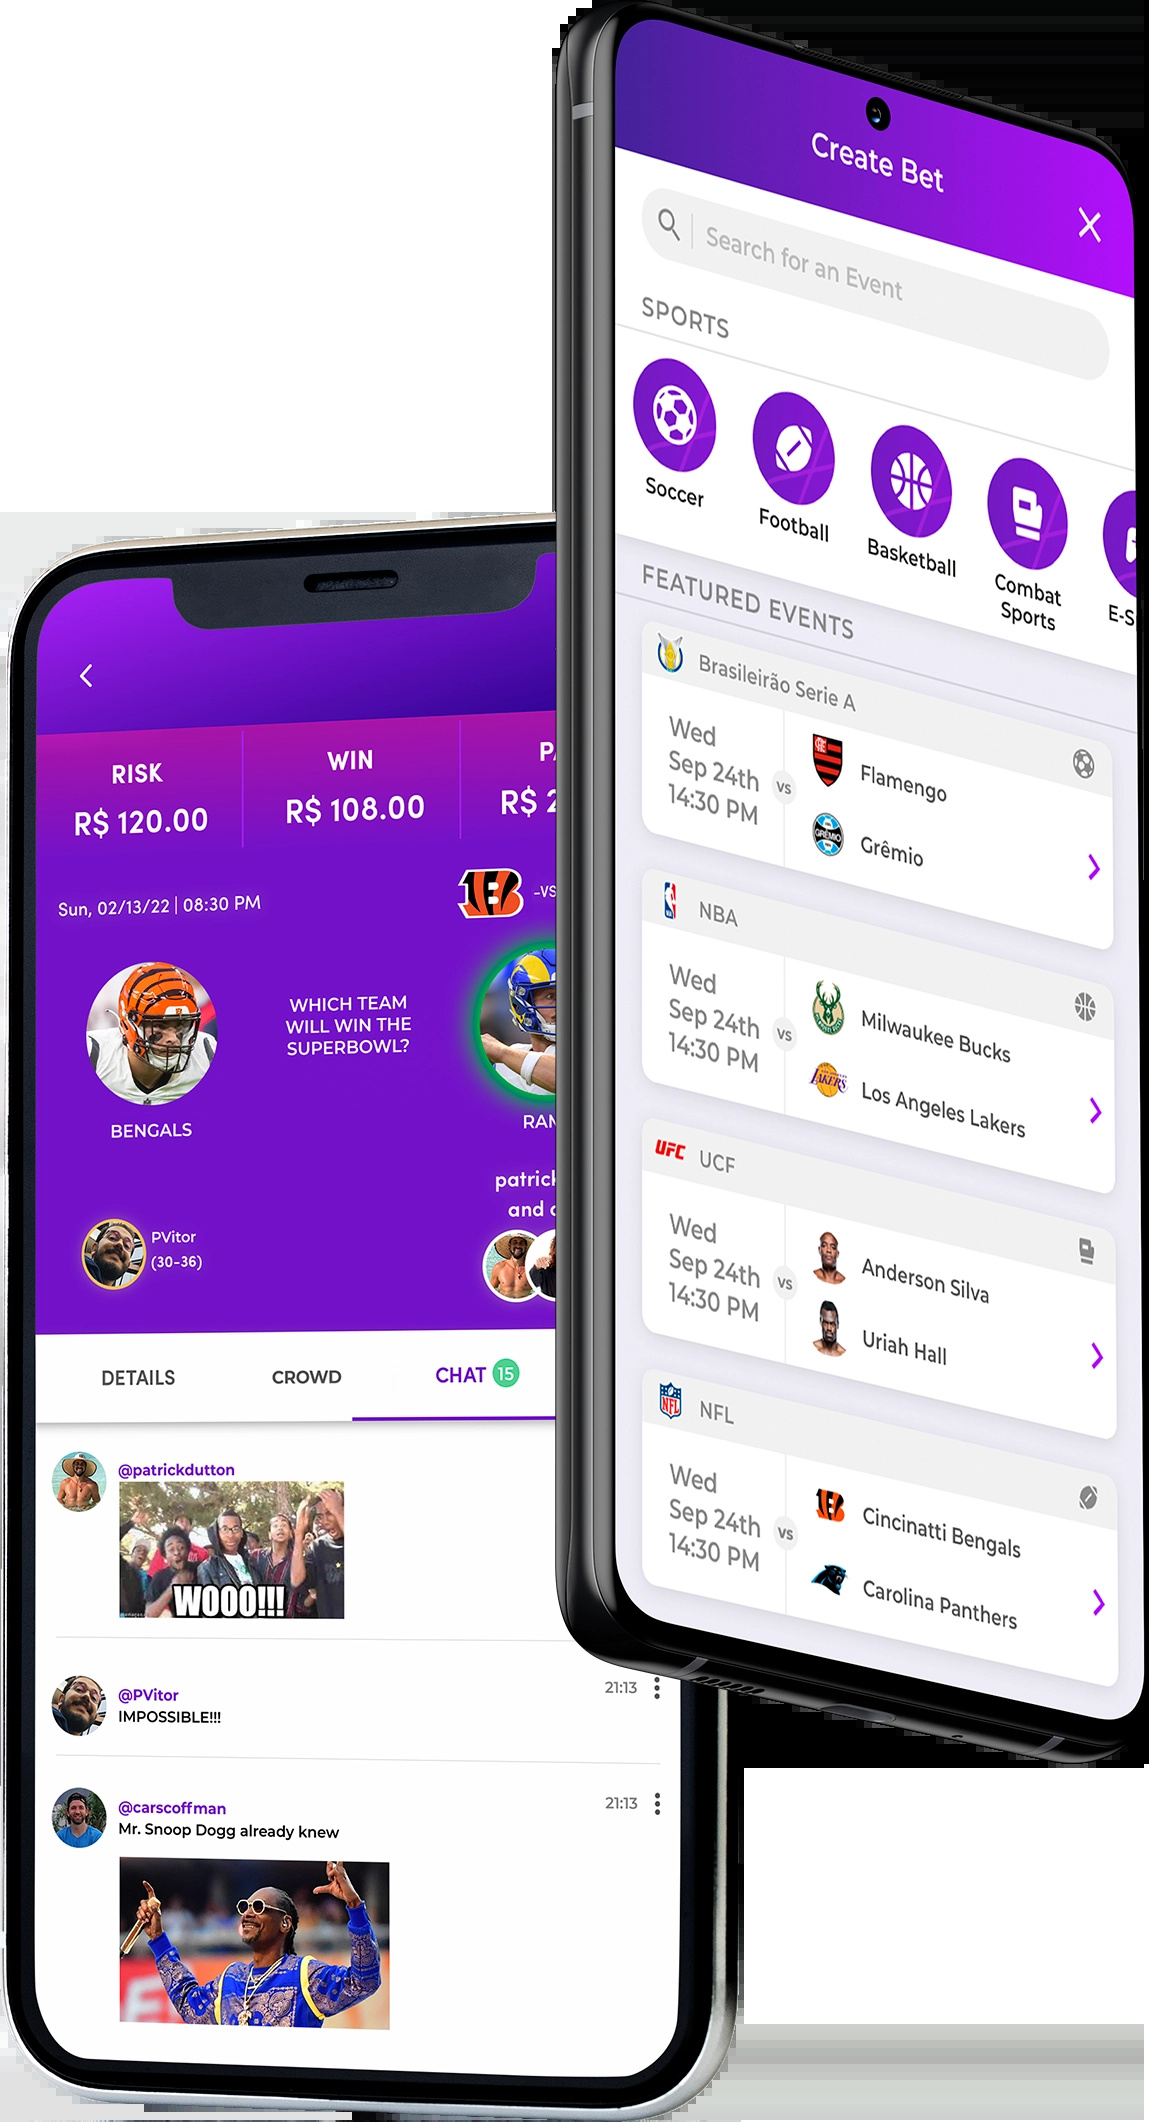 Create Bet
Search for an Event
SPORTS
Soccer
Football
Basketball
Combat
Sports
FEATURED EVENTS
Brasileirão Serie A
Wed
Sep 24th
14:30 PM
vs
Flamengo
Grêmio
NBA
Wed
Sep 24th
14:30 PM
vs
Milwaukee Bucks
LAKERS
Los Angeles Lakers
UFC UCF
Wed
Sep 24th
14:30 PM
vs
Anderson Silva
Uriah Hall
NFL NFL
Wed
Sep 24th
14:30 PM
vs
Cincinatti Bengals
Carolina Panthers
RISK
R$ 120.00
WIN
R$ 108.00
R$ 2
Sun, 02/13/22 | 08:30 PM
B
-VS
BENGALS
WHICH TEAM
WILL WIN THE
SUPERBOWL?
RAM
patrick
and
PVitor
(30-36)
DETAILS
CROWD
CHAT 15
@patrickdutton
WOOO!!!
@PVitor
21:13
IMPOSSIBLE!!!
@carscoffman
21:13
Mr. Snoop Dogg already knew